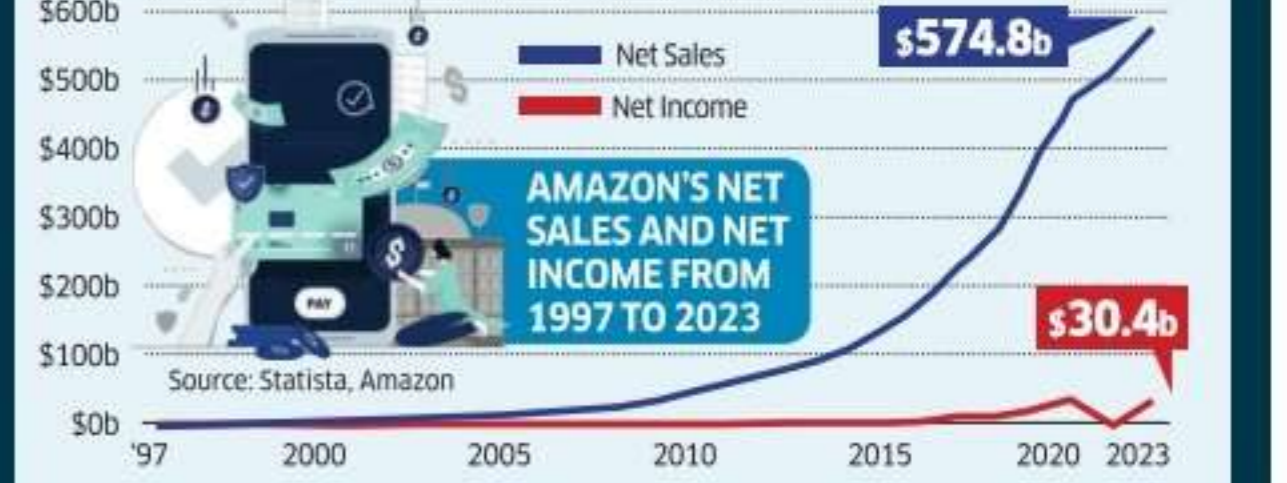 $600b
$574.8b
Net Sales
$500b
Net Income
$400b
AMAZON'S NET
SALES AND NET
INCOME FROM
1997 TO 2023
$300b
$200b
PAY
$30.4b
$100b
Source: Statista, Amazon
$0b
'97 2000 2005 2010 2015 2020 2023